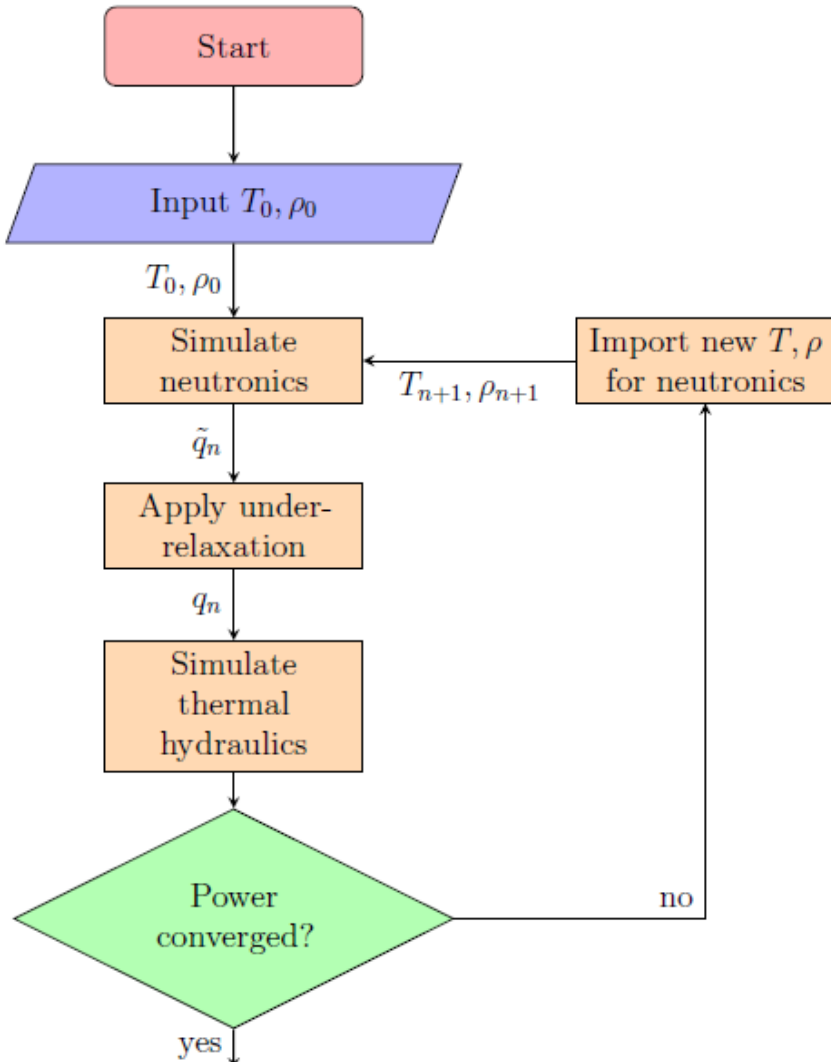 Start
Input T₀, ρ₀
T₀, ρ₀
Simulate
neutronics
Import new T, ρ
for neutronics
Tₙ₊₁, ρₙ₊₁
q̃ₙ
Apply under-
relaxation
qₙ
Simulate
thermal
hydraulics
Power
converged?
no
yes